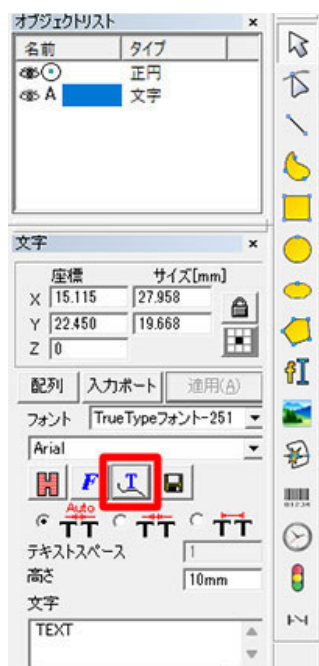 オブジェクトリスト ×
名前 タイプ
正円
A 文字
文字 ×
座標 サイズ[mm]
X 15.115 27.958
Y 22.450 19.668
Z 0
配列 入力ポート 適用(A)
フォント TrueTypeフォント-251
Arial
H F T
Auto
TT TT TT
テキストスペース 1
高さ 10mm
文字
TEXT